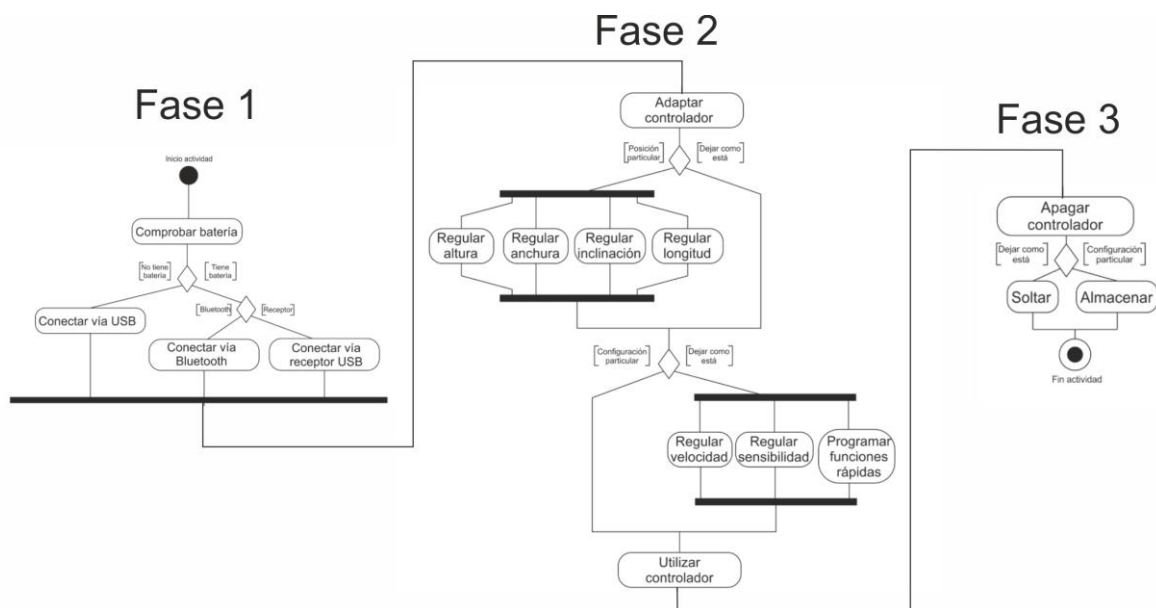 Fase 1
Inicio actividad
Comprobar batería
[No tiene
batería]
[Tiene
batería]
Conectar vía USB
[Bluetooth]
[Receptor]
Conectar vía
Bluetooth
Conectar vía
receptor USB
Fase 2
Adaptar
controlador
[Posición
particular]
[Dejar como
está]
Regular
altura
Regular
anchura
Regular
inclinación
Regular
longitud
[Configuración
particular]
[Dejar como
está]
Regular
velocidad
Regular
sensibilidad
Programar
funciones
rápidas
Utilizar
controlador
Fase 3
Apagar
controlador
[Dejar como
está]
[Configuración
particular]
Soltar
Almacenar
Fin actividad